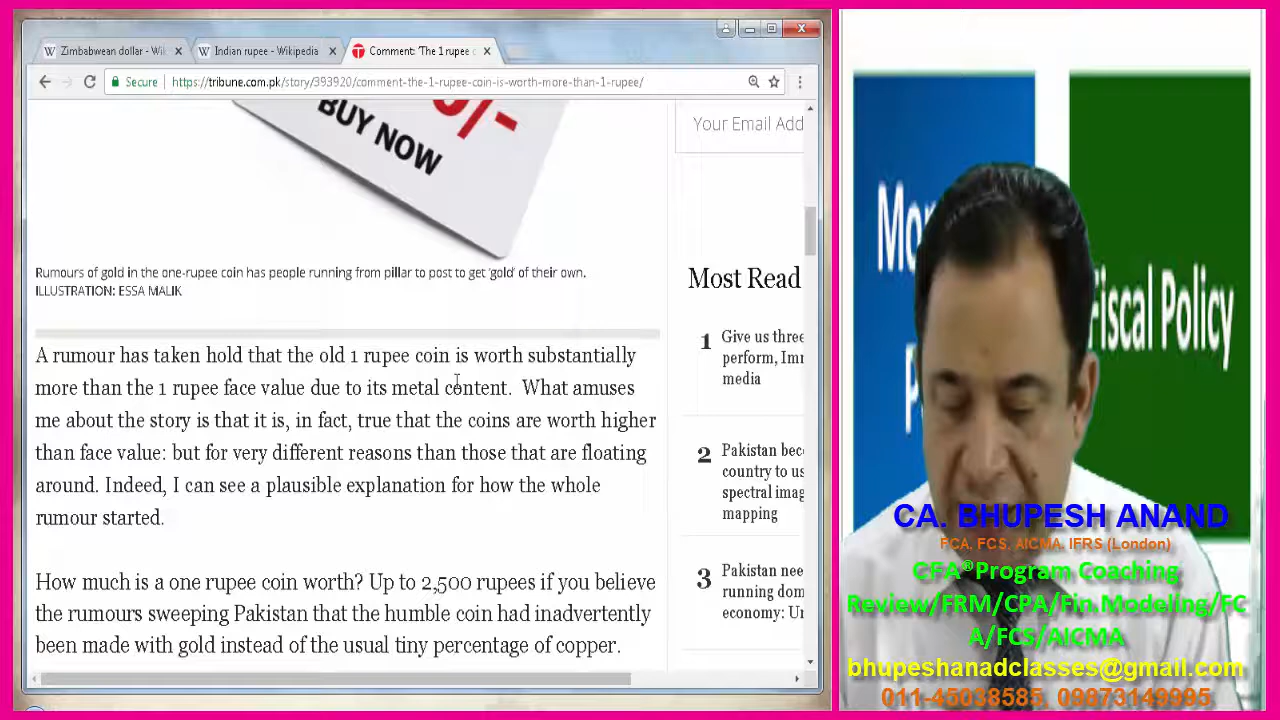 Zimbabwean dollar - Wik
Indian rupee - Wikipedia
Comment: 'The 1 rupee c
Secure
https://tribune.com.pk/story/393920/comment-the-1-rupee-coin-is-worth-more-than-1-rupee/
/-
BUY NOW
Rumours of gold in the one-rupee coin has people running from pillar to post to get 'gold' of their own.
ILLUSTRATION: ESSA MALIK
A rumour has taken hold that the old 1 rupee coin is worth substantially
more than the 1 rupee face value due to its metal content. What amuses
me about the story is that it is, in fact, true that the coins are worth higher
than face value: but for very different reasons than those that are floating
around. Indeed, I can see a plausible explanation for how the whole
rumour started.
How much is a one rupee coin worth? Up to 2,500 rupees if you believe
the rumours sweeping Pakistan that the humble coin had inadvertently
been made with gold instead of the usual tiny percentage of copper.
Your Email Add
Most Read
1 Give us three
perform, Imr
media
2 Pakistan bec
country to us
spectral imag
mapping
3 Pakistan nee
running dom
economy: U
Mo
P
Fiscal Policy
CA. BHUPESH ANAND
FCA, FCS, AICMA, IFRS (London)
CFA®Program Coaching
Review/FRM/CPA/Fin.Modeling/FC
A/FCS/AICMA
bhupeshanadclasses@gmail.com
011-45038585, 09873149995